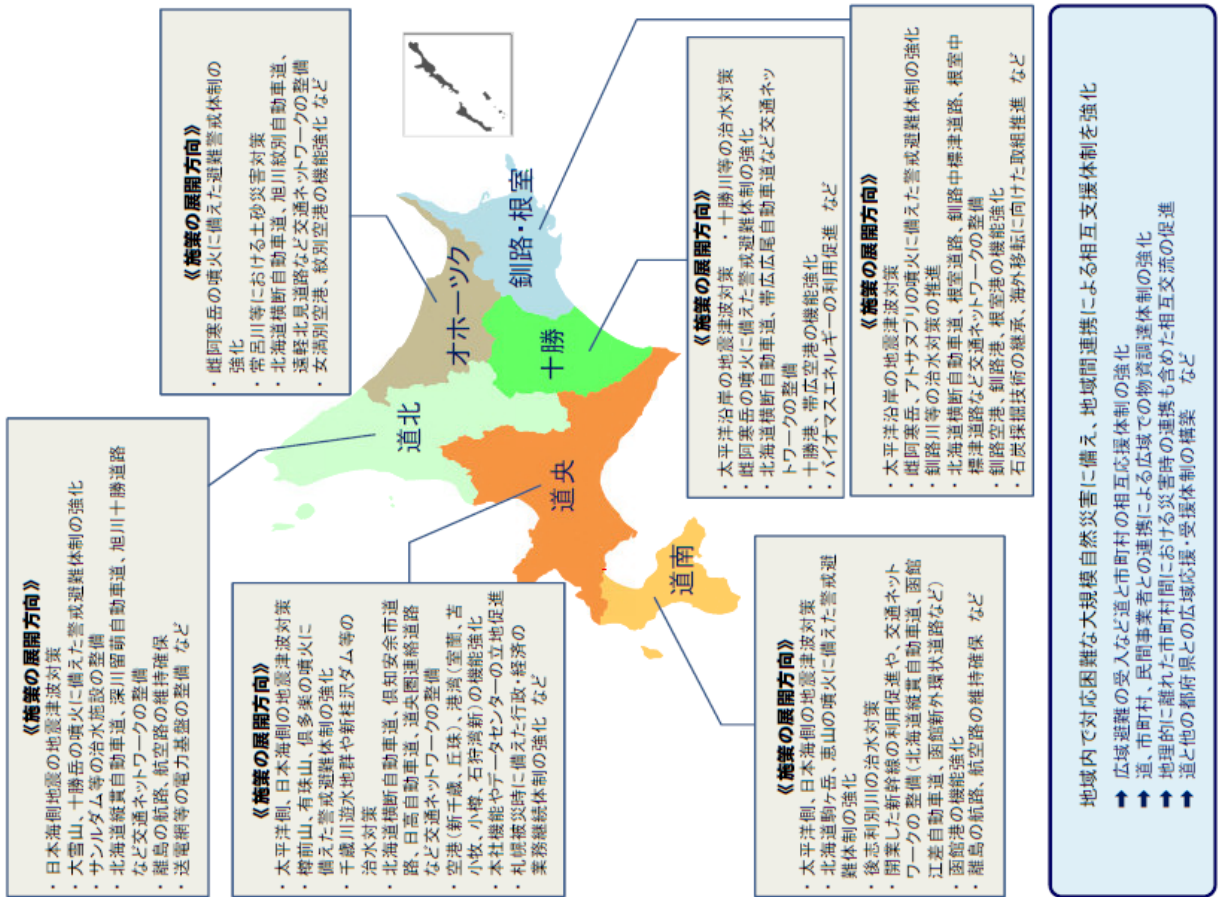 《施策の展開方向》
・ 日本海側地震の地震津波対策
・ 大雪山、十勝岳の噴火に備えた警戒避難体制の強化
・ サンルダム等の治水施設の整備
・ 北海道縦貫自動車道、深川留萌自動車道、旭川十勝道路
など交通ネットワークの整備
・ 離島の航路、航空路の維持確保
・ 送電網等の電力基盤の整備 など
《施策の展開方向》
・ 雌阿寒岳の噴火に備えた避難警戒体制の
強化
・ 常呂川等における土砂災害対策
・ 北海道横断自動車道、旭川紋別自動車道、
遠軽北見道路など交通ネットワークの整備
・ 女満別空港、紋別空港の機能強化 など
《施策の展開方向》
・ 太平洋側、日本海側の地震津波対策
・ 樽前山、有珠山、倶多楽の噴火に
備えた警戒避難体制の強化
・ 千歳川遊水地群や新桂沢ダム等の
治水対策
・ 北海道横断自動車道、倶知安余市道
路、日高自動車道、道央圏連絡道路
など交通ネットワークの整備
・ 空港(新千歳、丘珠)、港湾(室蘭、苫
小牧、小樽、石狩湾新)の機能強化
・ 本社機能やデータセンターの立地促進
・ 札幌被災時に備えた行政・経済の
業務継続体制の強化 など
道北
オホーツク
釧路・根室
十勝
道央
道南
《施策の展開方向》
・ 太平洋側、日本海側の地震津波対策
・ 北海道駒ヶ岳、恵山の噴火に備えた警戒避
難体制の強化
・ 後志利別川の治水対策
・ 開業した新幹線の利用促進や、交通ネット
ワークの整備(北海道縦貫自動車道、函館
江差自動車道、函館新外環状道路など)
・ 函館港の機能強化
・ 離島の航路、航空路の維持確保 など
《施策の展開方向》
・ 太平洋沿岸の地震津波対策 ・ 十勝川等の治水対策
・ 雌阿寒岳の噴火に備えた警戒避難体制の強化
・ 北海道横断自動車道、帯広広尾自動車道など交通ネッ
トワークの整備
・ 十勝港、帯広空港の機能強化
・ バイオマスエネルギーの利用促進 など
《施策の展開方向》
・ 太平洋沿岸の地震津波対策
・ 雌阿寒岳、アトサヌプリの噴火に備えた警戒避難体制の強化
・ 釧路川等の治水対策の推進
・ 北海道横断自動車道、根室道路、釧路中標津道路、根室中
標津道路など交通ネットワークの整備
・ 釧路空港、釧路港、根室港の機能強化
・ 石炭採掘技術の継承、海外移転に向けた取組推進 など
地域内で対応困難な大規模自然災害に備え、地域間連携による相互支援体制を強化
➡ 広域避難の受入など道と市町村の相互応援体制の強化
➡ 道、市町村、民間事業者との連携による広域での物資調達体制の強化
➡ 地理的に離れた市町村間における災害時の連携も含めた相互交流の促進
➡ 道と他の都府県との広域応援・受援体制の構築 など